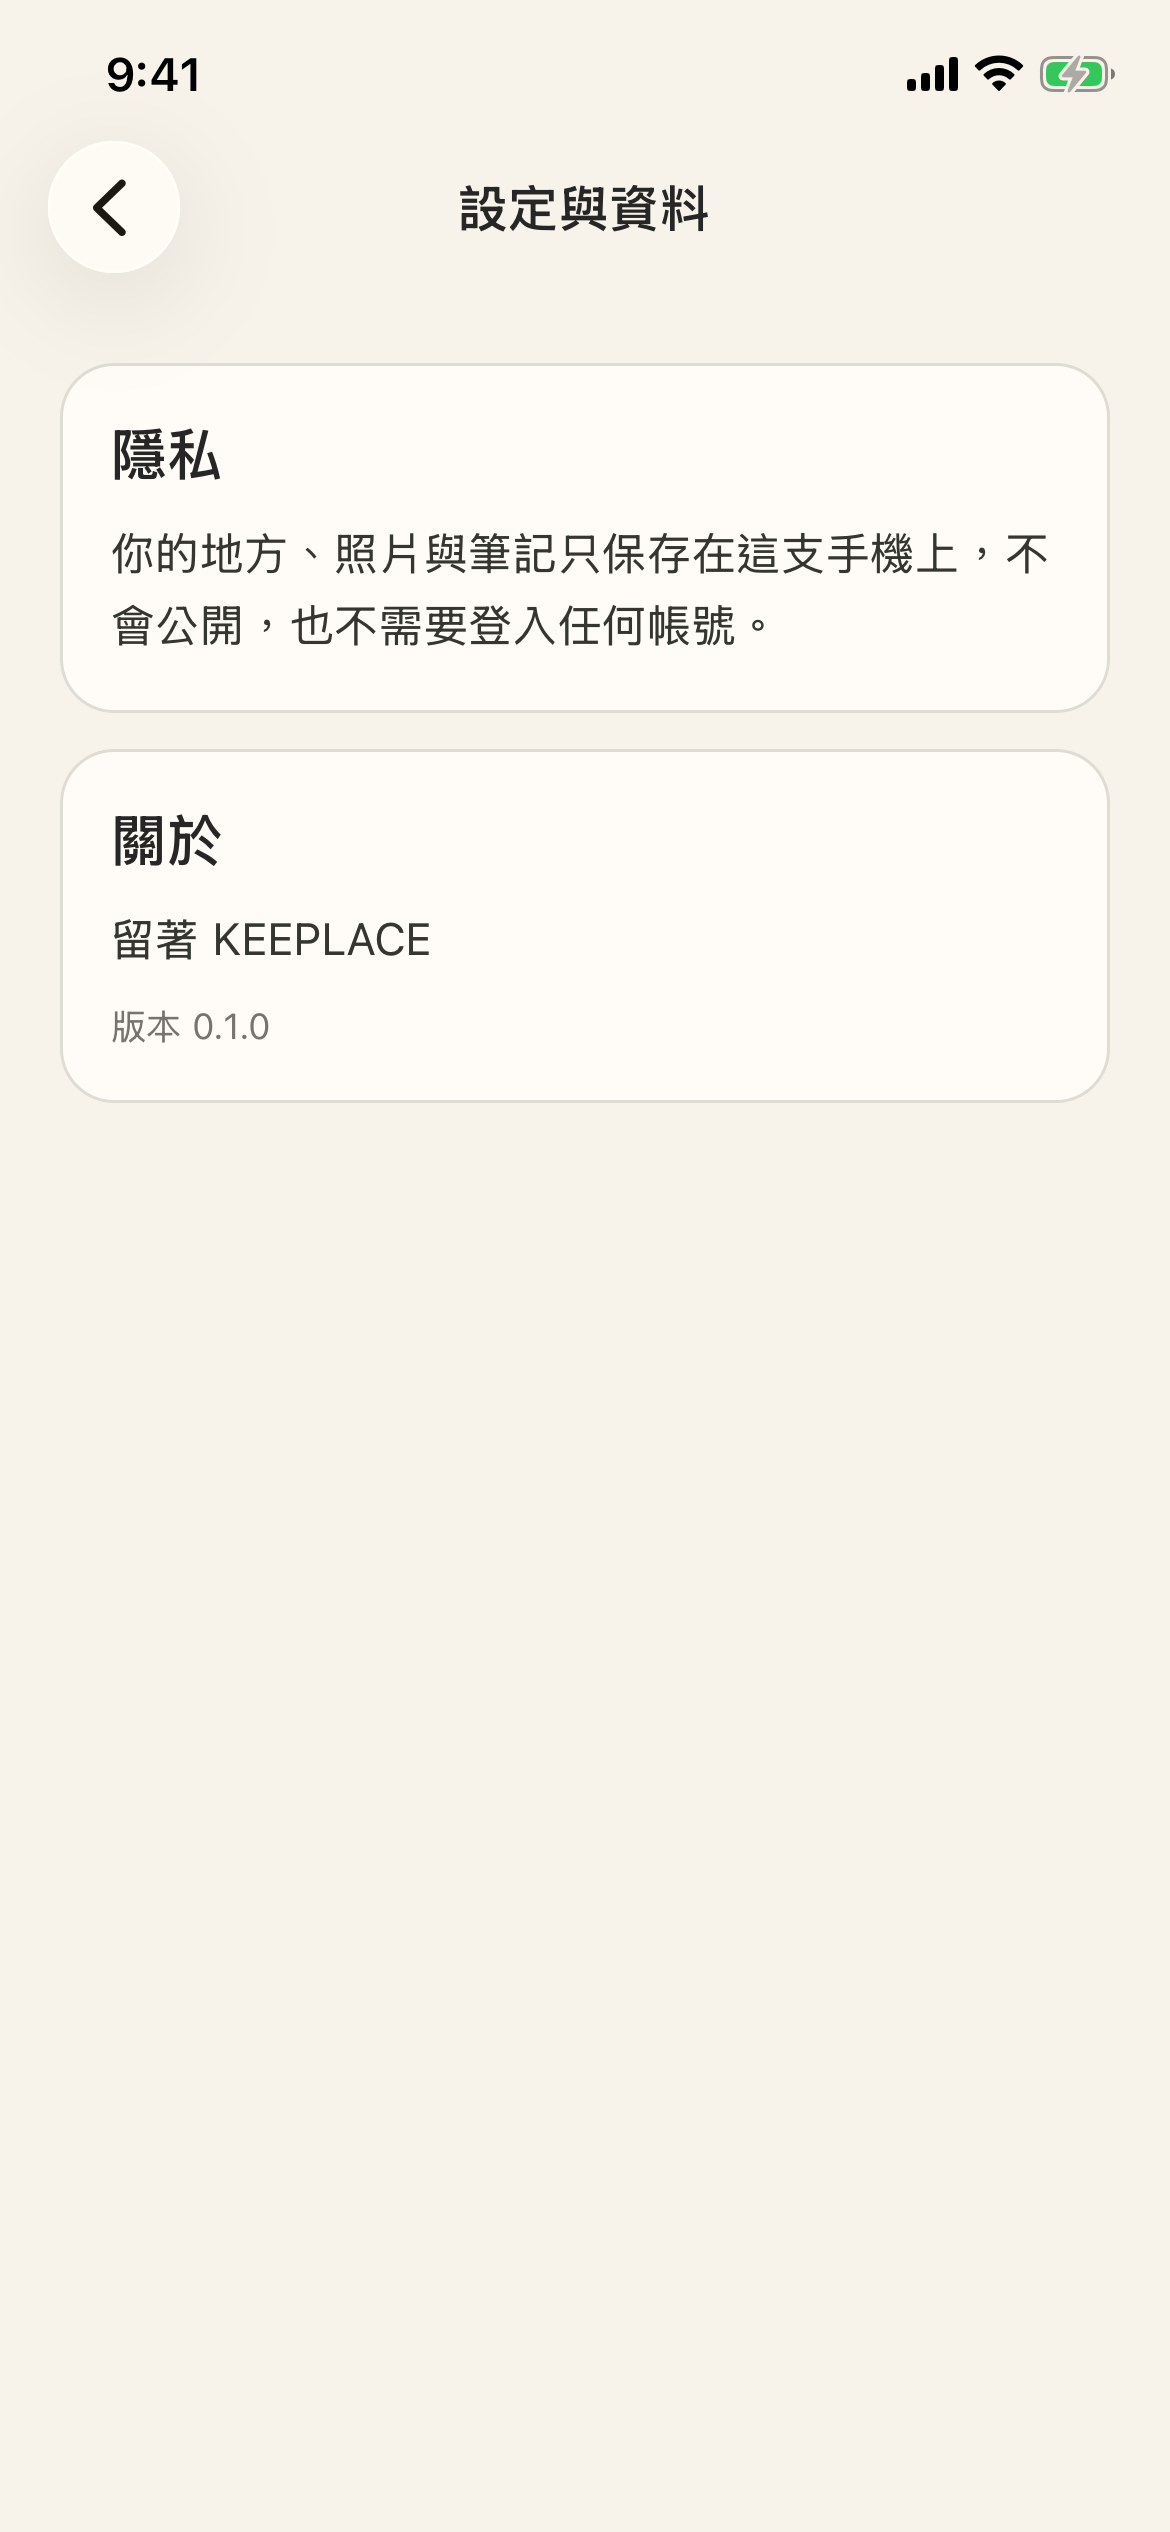 9:41
設定與資料
隱私
你的地方、照片與筆記只保存在這支手機上，不
會公開，也不需要登入任何帳號。
關於
留著 KEEPLACE
版本 0.1.0